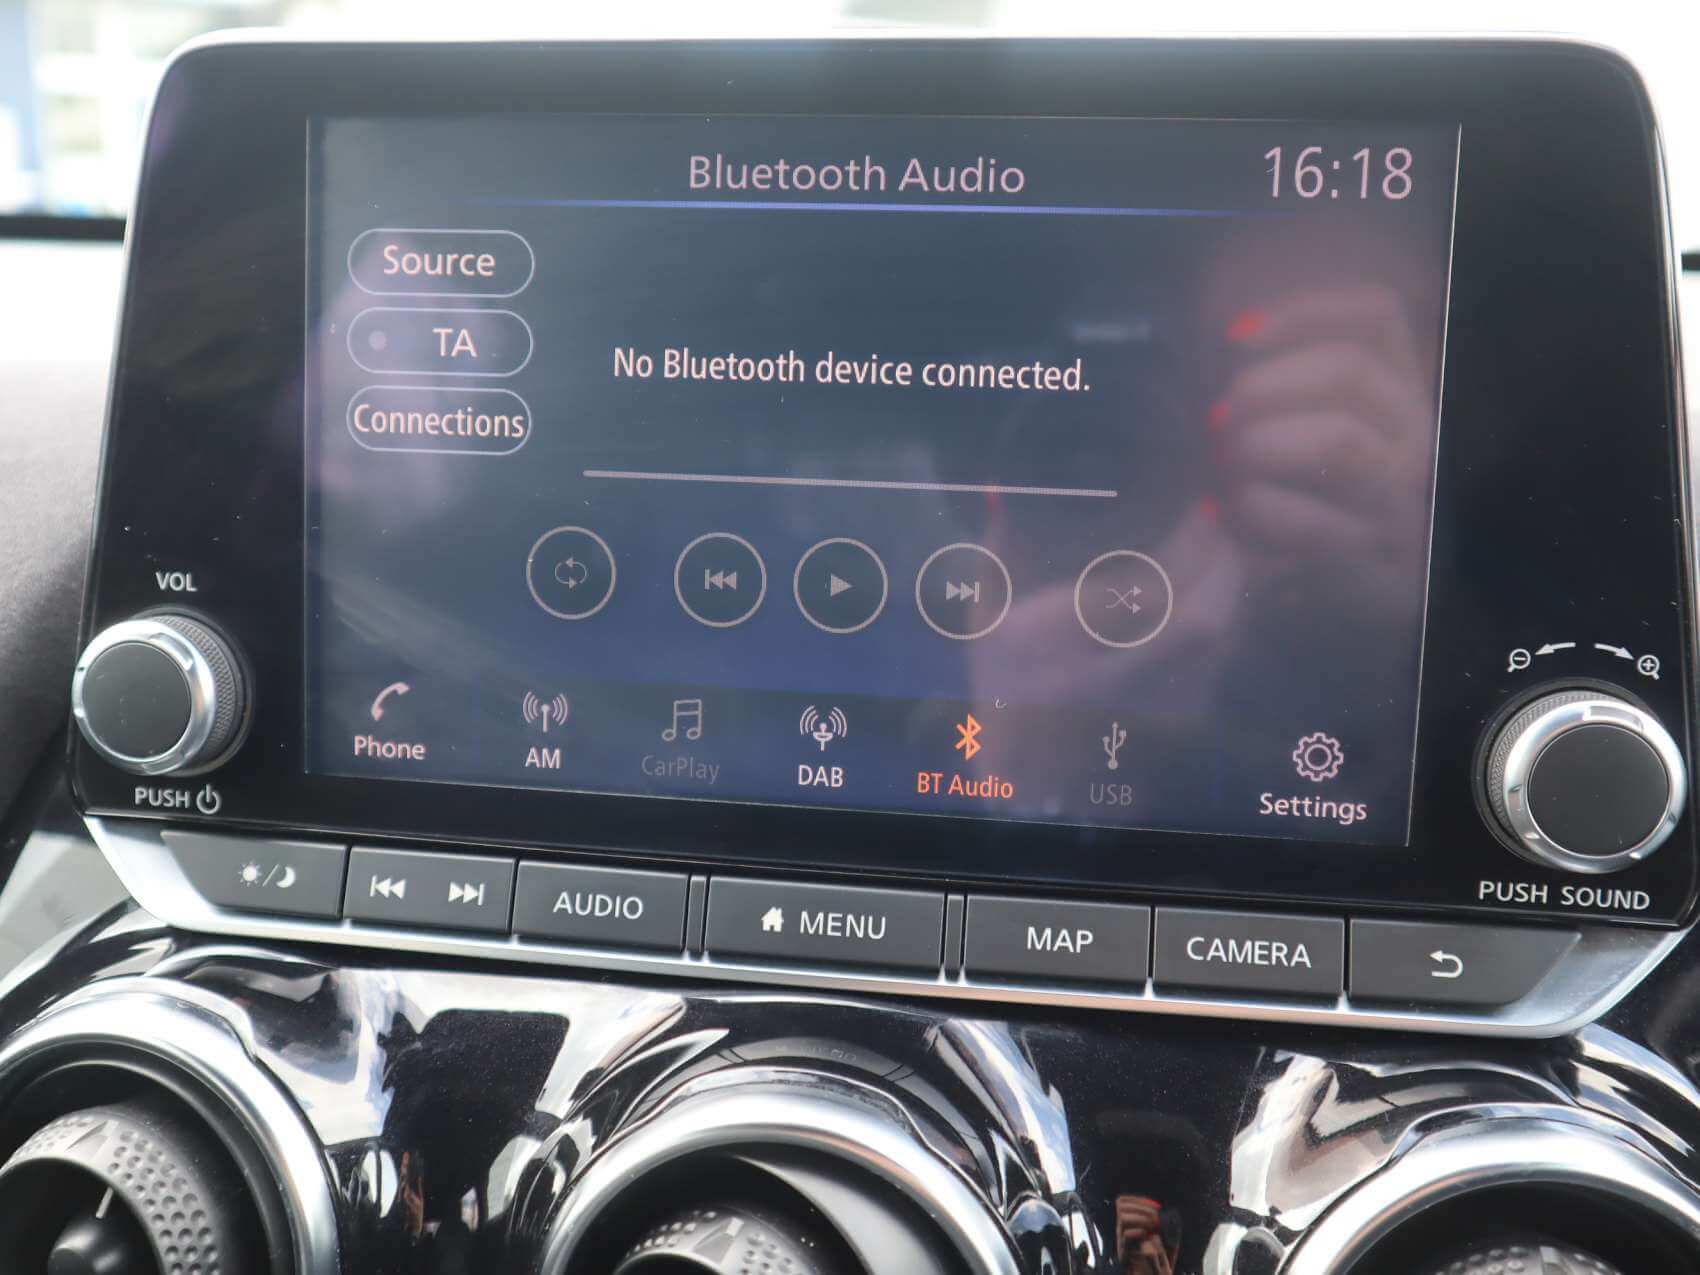 Bluetooth Audio
16:18
Source
TA
No Bluetooth device connected.
Connections
VOL
PUSH
Phone
AM
CarPlay
DAB
BT Audio
USB
Settings
PUSH SOUND
AUDIO
MENU
MAP
CAMERA